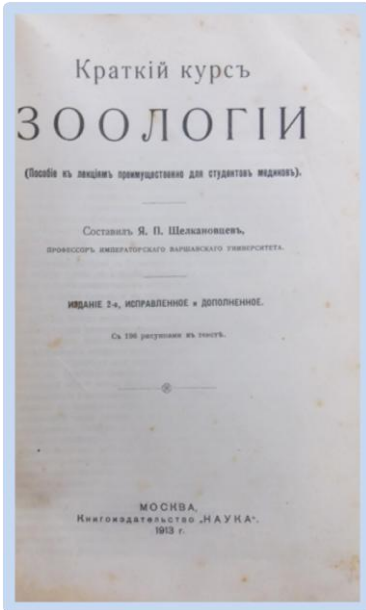 Краткій курсъ
ЗООЛОГІИ
(Пособіе къ лекціямъ преимущественно для студентовъ медиковъ).
Составилъ Я. П. Щелкановцевъ,
ПРОФЕССОРЪ ИМПЕРАТОРСКАГО ВАРШАВСКАГО УНИВЕРСИТЕТА.
ИЗДАНІЕ 2-е, ИСПРАВЛЕННОЕ и ДОПОЛНЕННОЕ.
Съ 196 рисунками въ текстѣ.
МОСКВА,
Книгоиздательство „НАУКА“.
1913 г.